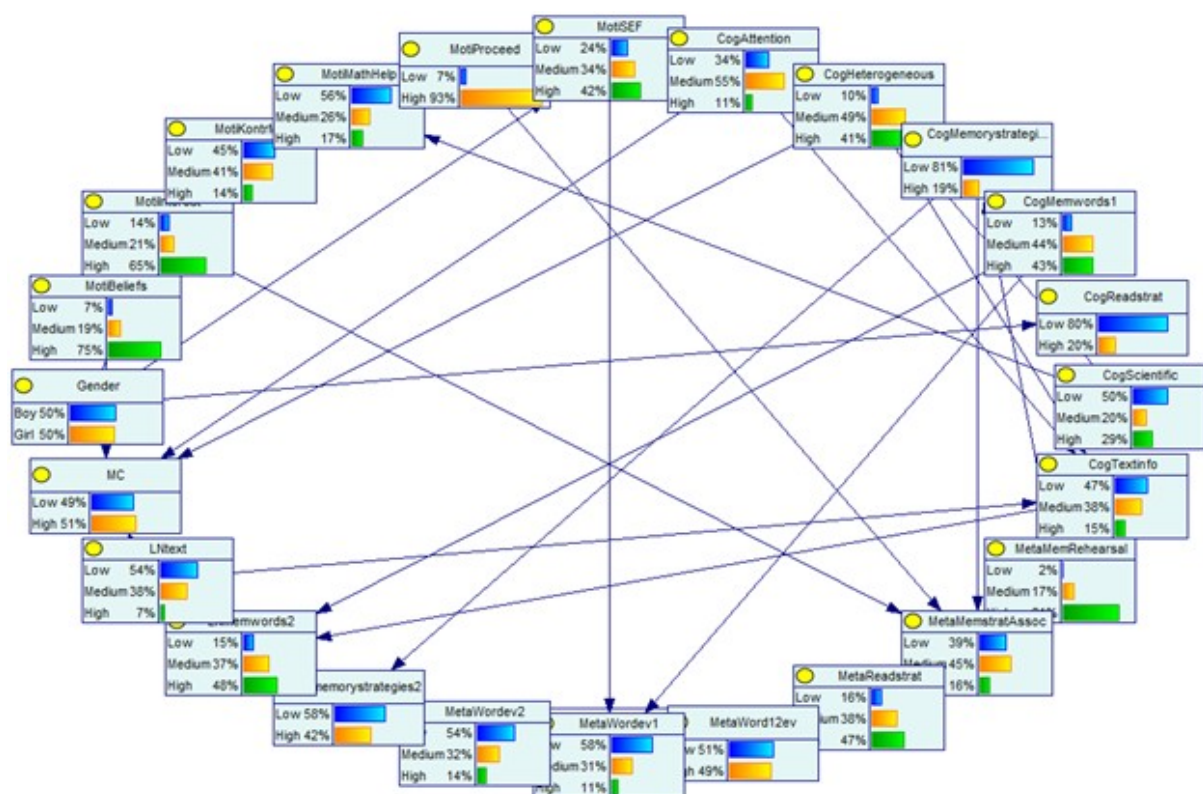 MotiSEF
Low 24%
Medium 34%
High 42%
CogAttention
Low 34%
Medium 55%
High 11%
MotiProceed
Low 7%
High 93%
MotiMathHelp
Low 56%
Medium 26%
High 17%
CogHeterogeneous
Low 10%
Medium 49%
High 41%
Low 45%
Medium 41%
High 14%
CogMemorystrategi...
Low 81%
High 19%
Low 14%
Medium 21%
High 65%
CogMemwords1
Low 13%
Medium 44%
High 43%
MotiBeliefs
Low 7%
Medium 19%
High 75%
CogReadstrat
Low 80%
High 20%
Gender
Boy 50%
Girl 50%
CogScientific
Low 50%
Medium 20%
High 29%
MC
Low 49%
High 51%
CogTextinfo
Low 47%
Medium 38%
High 15%
LNtext
Low 54%
Medium 38%
High 7%
MetaMemRehearsal
Low 2%
Medium 17%
Low 15%
Medium 37%
High 48%
MetaMemstratAssoc
Low 39%
Medium 45%
16%
memorystrategies2
Low 58%
High 42%
MetaReadstrat
Low 16%
Medium 38%
47%
MetaWordev2
54%
Medium 32%
High 14%
MetaWordev1
58%
Medium 31%
High 11%
MetaWord12ev
51%
49%